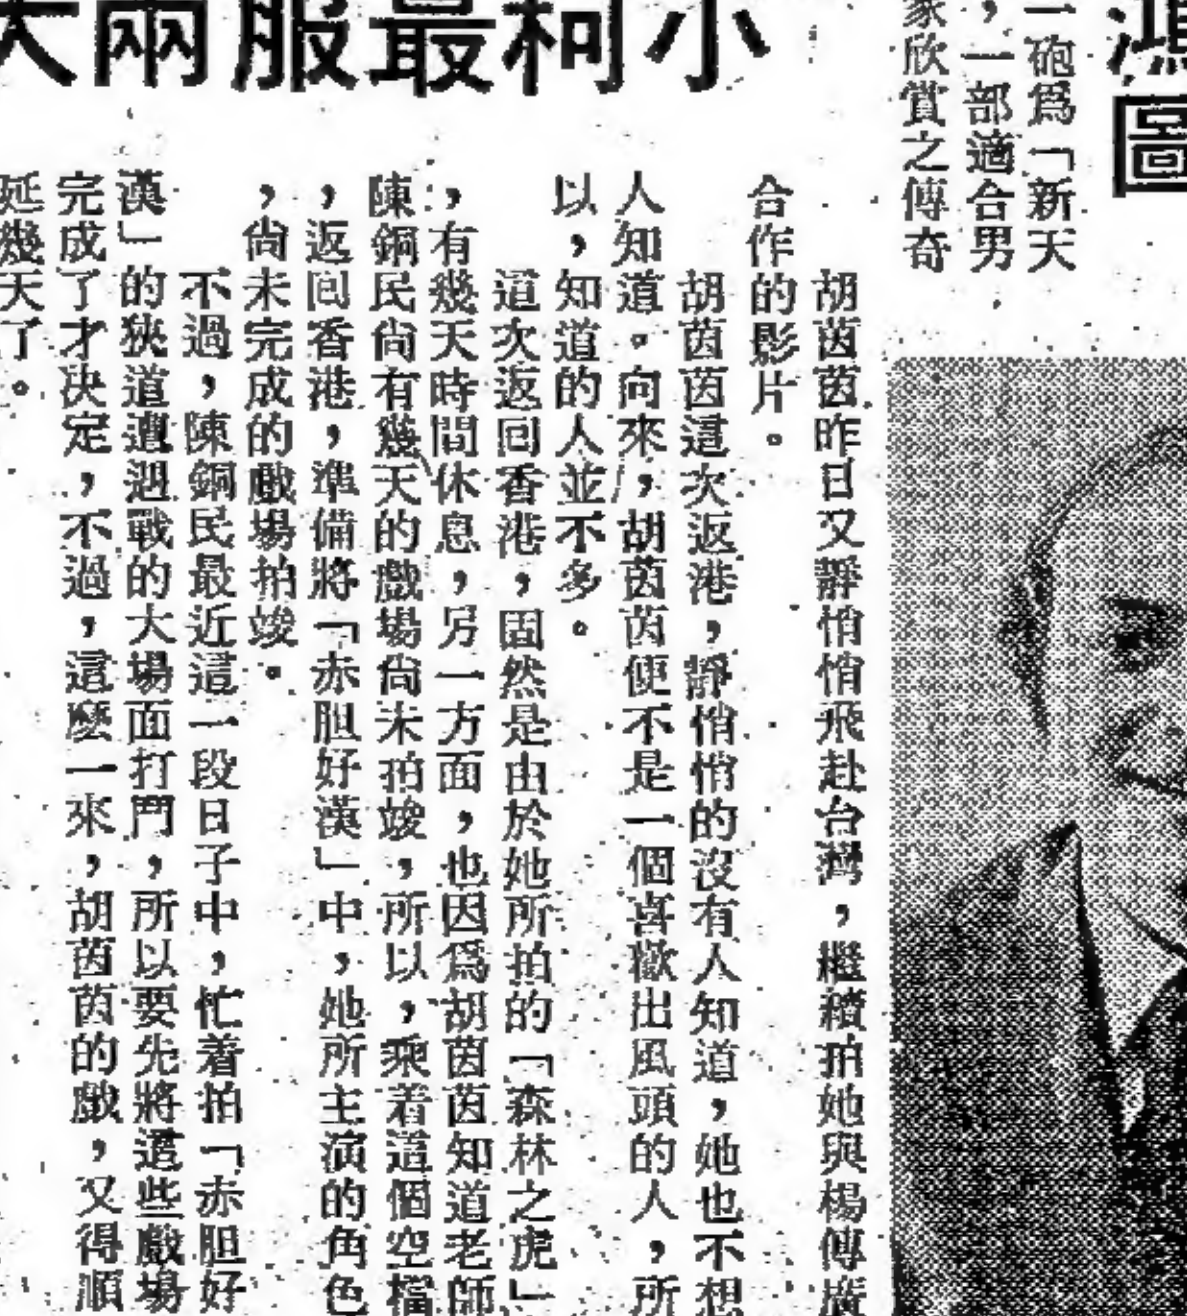 鴻
圖
一砲爲「新天
，一部適合男
家欣賞之傳奇
小柯最服兩大
胡茵茵昨日又靜悄悄飛赴台灣，繼續拍她與楊傳廣
合作的影片。
胡茵茵這次返港，靜悄悄的沒有人知道，她也不想
人知道。向來，胡茵茵便不是一個喜歡出風頭的人，所
以，知道的人並不多。
這次返回香港，固然是由於她所拍的「森林之虎」
，有幾天時間休息，另一方面，也因爲胡茵茵知道老師
陳銅民尙有幾天的戲場尙未拍竣，所以，乘着這個空檔
，返回香港，準備將「赤胆好漢」中，她所主演的角色
，尙未完成的戲場拍竣。
不過，陳銅民最近這一段日子中，忙着拍「赤胆好
漢」的狹道遭遇戰的大場面打鬥，所以要先將這些戲場
完成了才决定，不過，這麼一來，胡茵茵的戲，又得順
延幾天了。